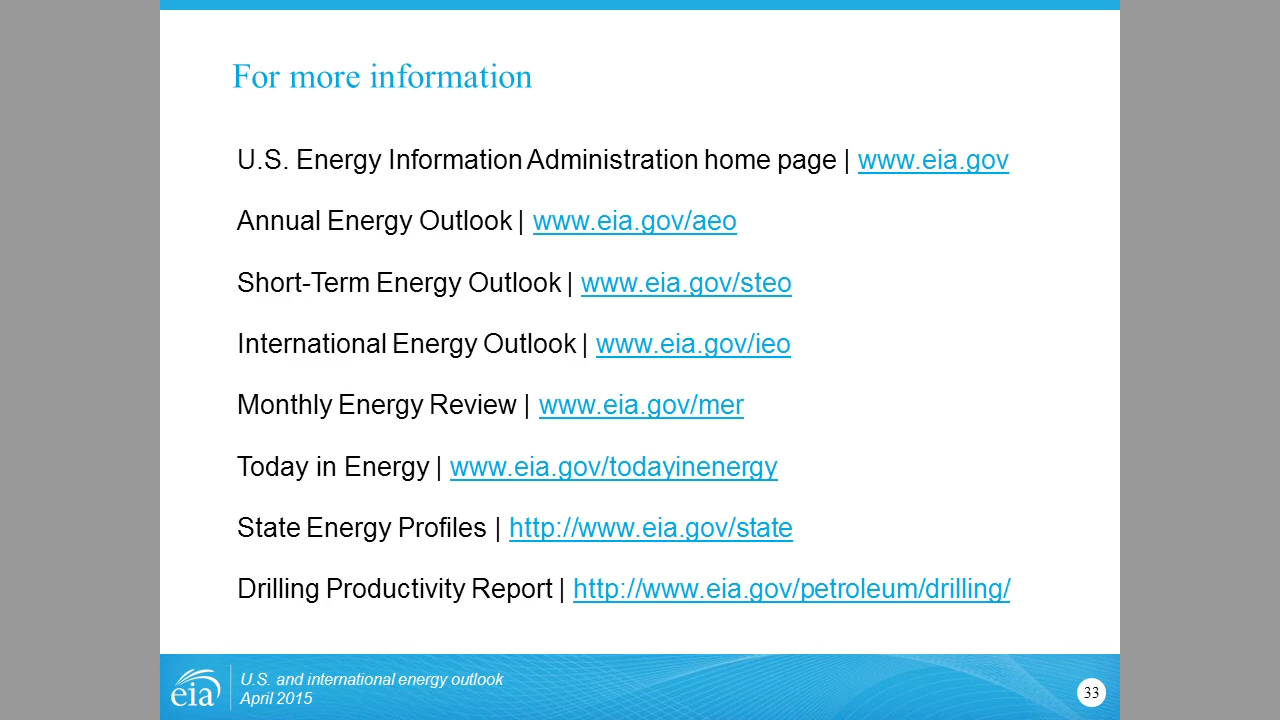 For more information
U.S. Energy Information Administration home page | www.eia.gov
Annual Energy Outlook | www.eia.gov/aeo
Short-Term Energy Outlook | www.eia.gov/steo
International Energy Outlook | www.eia.gov/ieo
Monthly Energy Review | www.eia.gov/mer
Today in Energy | www.eia.gov/todayinenergy
State Energy Profiles | http://www.eia.gov/state
Drilling Productivity Report | http://www.eia.gov/petroleum/drilling/
eia
U.S. and international energy outlook
April 2015
33